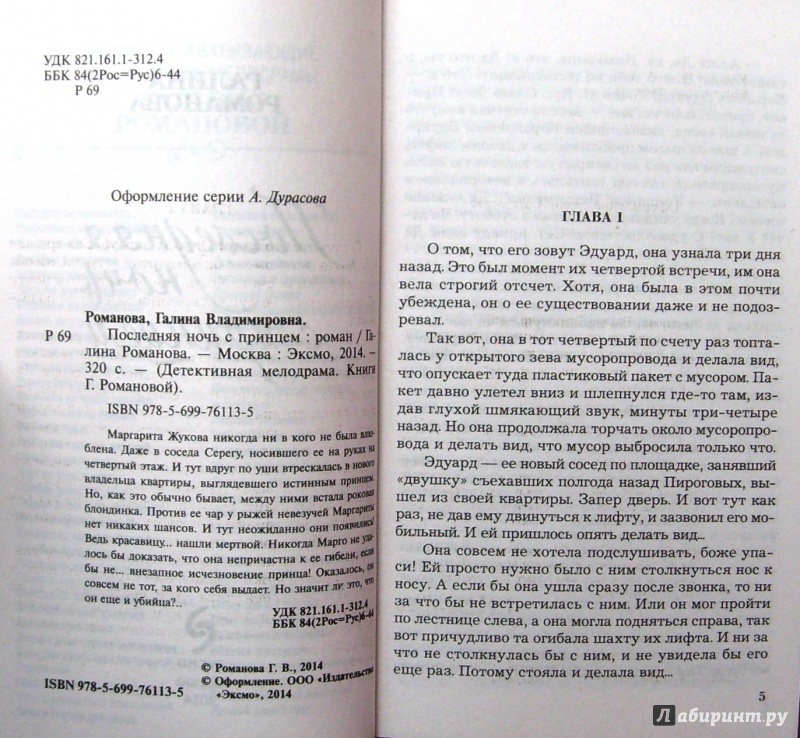 УДК 821.161.1-312.4
ББК 84(2Рос=Рус)6-44
Р 69
Оформление серии А. Дурасова
Романова, Галина Владимировна.
Р 69 Последняя ночь с принцем : роман / Га-
лина Романова. — Москва : Эксмо, 2014. —
320 с. — (Детективная мелодрама. Книги
Г. Романовой).
ISBN 978-5-699-76113-5
Маргарита Жукова никогда ни в кого не была влю-
блена. Даже в соседа Серегу, носившего ее на руках на
четвертый этаж. И тут вдруг по уши втрескалась в нового
владельца квартиры, выглядевшего истинным принцем.
Но, как это обычно бывает, между ними встала роковая
блондинка. Против ее чар у рыжей невезучей Маргариты
нет никаких шансов. И тут неожиданно они появились!
Ведь красавицу... нашли мертвой. Никогда Марго не уда-
лось бы доказать, что она непричастна к ее гибели, если
бы не... внезапное исчезновение принца! Оказалось, он
совсем не тот, за кого себя выдает. Но значит ли это, что
он еще и убийца?..
УДК 821.161.1-312.4
ББК 84(2Рос=Рус)6-44
© Романова Г. В., 2014
© Оформление. ООО «Издательство
ISBN 978-5-699-76113-5 «Эксмо», 2014
ГЛАВА 1
О том, что его зовут Эдуард, она узнала три дня
назад. Это был момент их четвертой встречи, им она
вела строгий отсчет. Хотя, она была в этом почти
убеждена, он о ее существовании даже и не подоз-
ревал.
Так вот, она в тот четвертый по счету раз топта-
лась у открытого зева мусоропровода и делала вид,
что опускает туда пластиковый пакет с мусором. Па-
кет давно улетел вниз и шлепнулся где-то там, из-
дав глухой шмякающий звук, минуты три-четыре
назад. Но она продолжала торчать около мусоропро-
вода и делать вид, что мусор выбросила только что.
Эдуард — ее новый сосед по площадке, занявший
«двушку» съехавших полгода назад Пироговых, вы-
шел из своей квартиры. Запер дверь. И вот тут как
раз, не дав ему двинуться к лифту, и зазвонил его мо-
бильный. И ей пришлось опять делать вид...
Она совсем не хотела подслушивать, боже упа-
си! Ей просто нужно было с ним столкнуться нос к
носу. А если бы она ушла сразу после звонка, то ни
за что бы не встретилась с ним. Или он мог пройти
по лестнице слева, а она могла подняться справа, так
вот причудливо та огибала шахту их лифта. И ни за
что не столкнулась бы с ним, и не увидела бы его
еще раз. Потому стояла и делала вид...
5
Лабиринт.ру